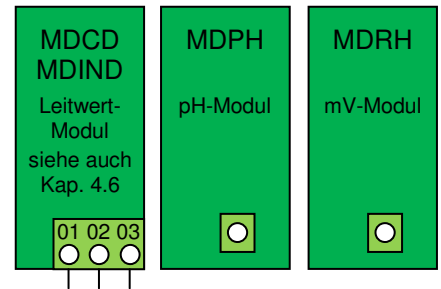 MDCD
MDIND
Leitwert-
Modul
siehe auch
Kap. 4.6
01 02 03
MDPH
pH-Modul
MDRH
mV-Modul